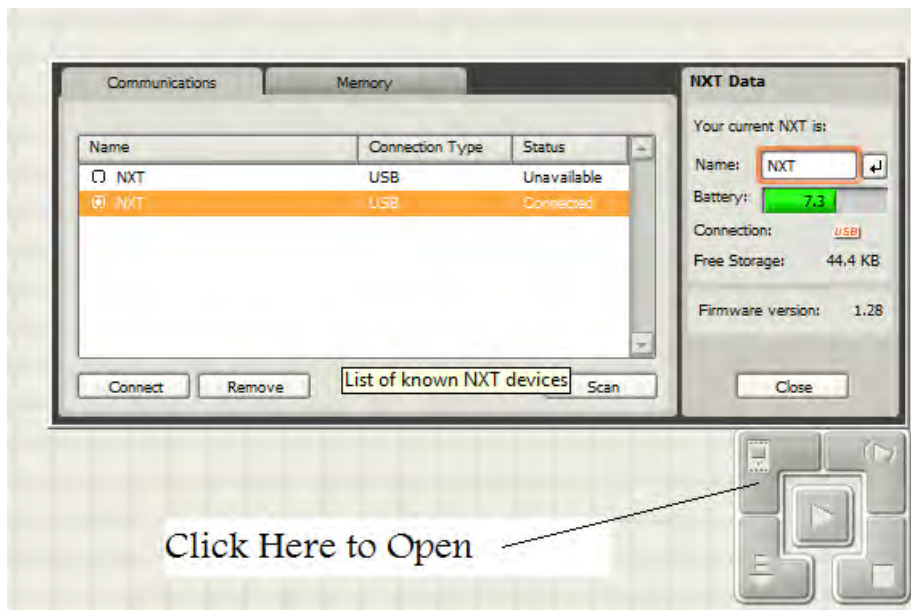 Communications Memory
Name Connection Type Status
NXT USB Unavailable
NXT USB Connected
List of known NXT devices
Connect Remove Scan
NXT Data
Your current NXT is:
Name: NXT
Battery: 7.3
Connection: USB
Free Storage: 44.4 KB
Firmware version: 1.28
Close
Click Here to Open